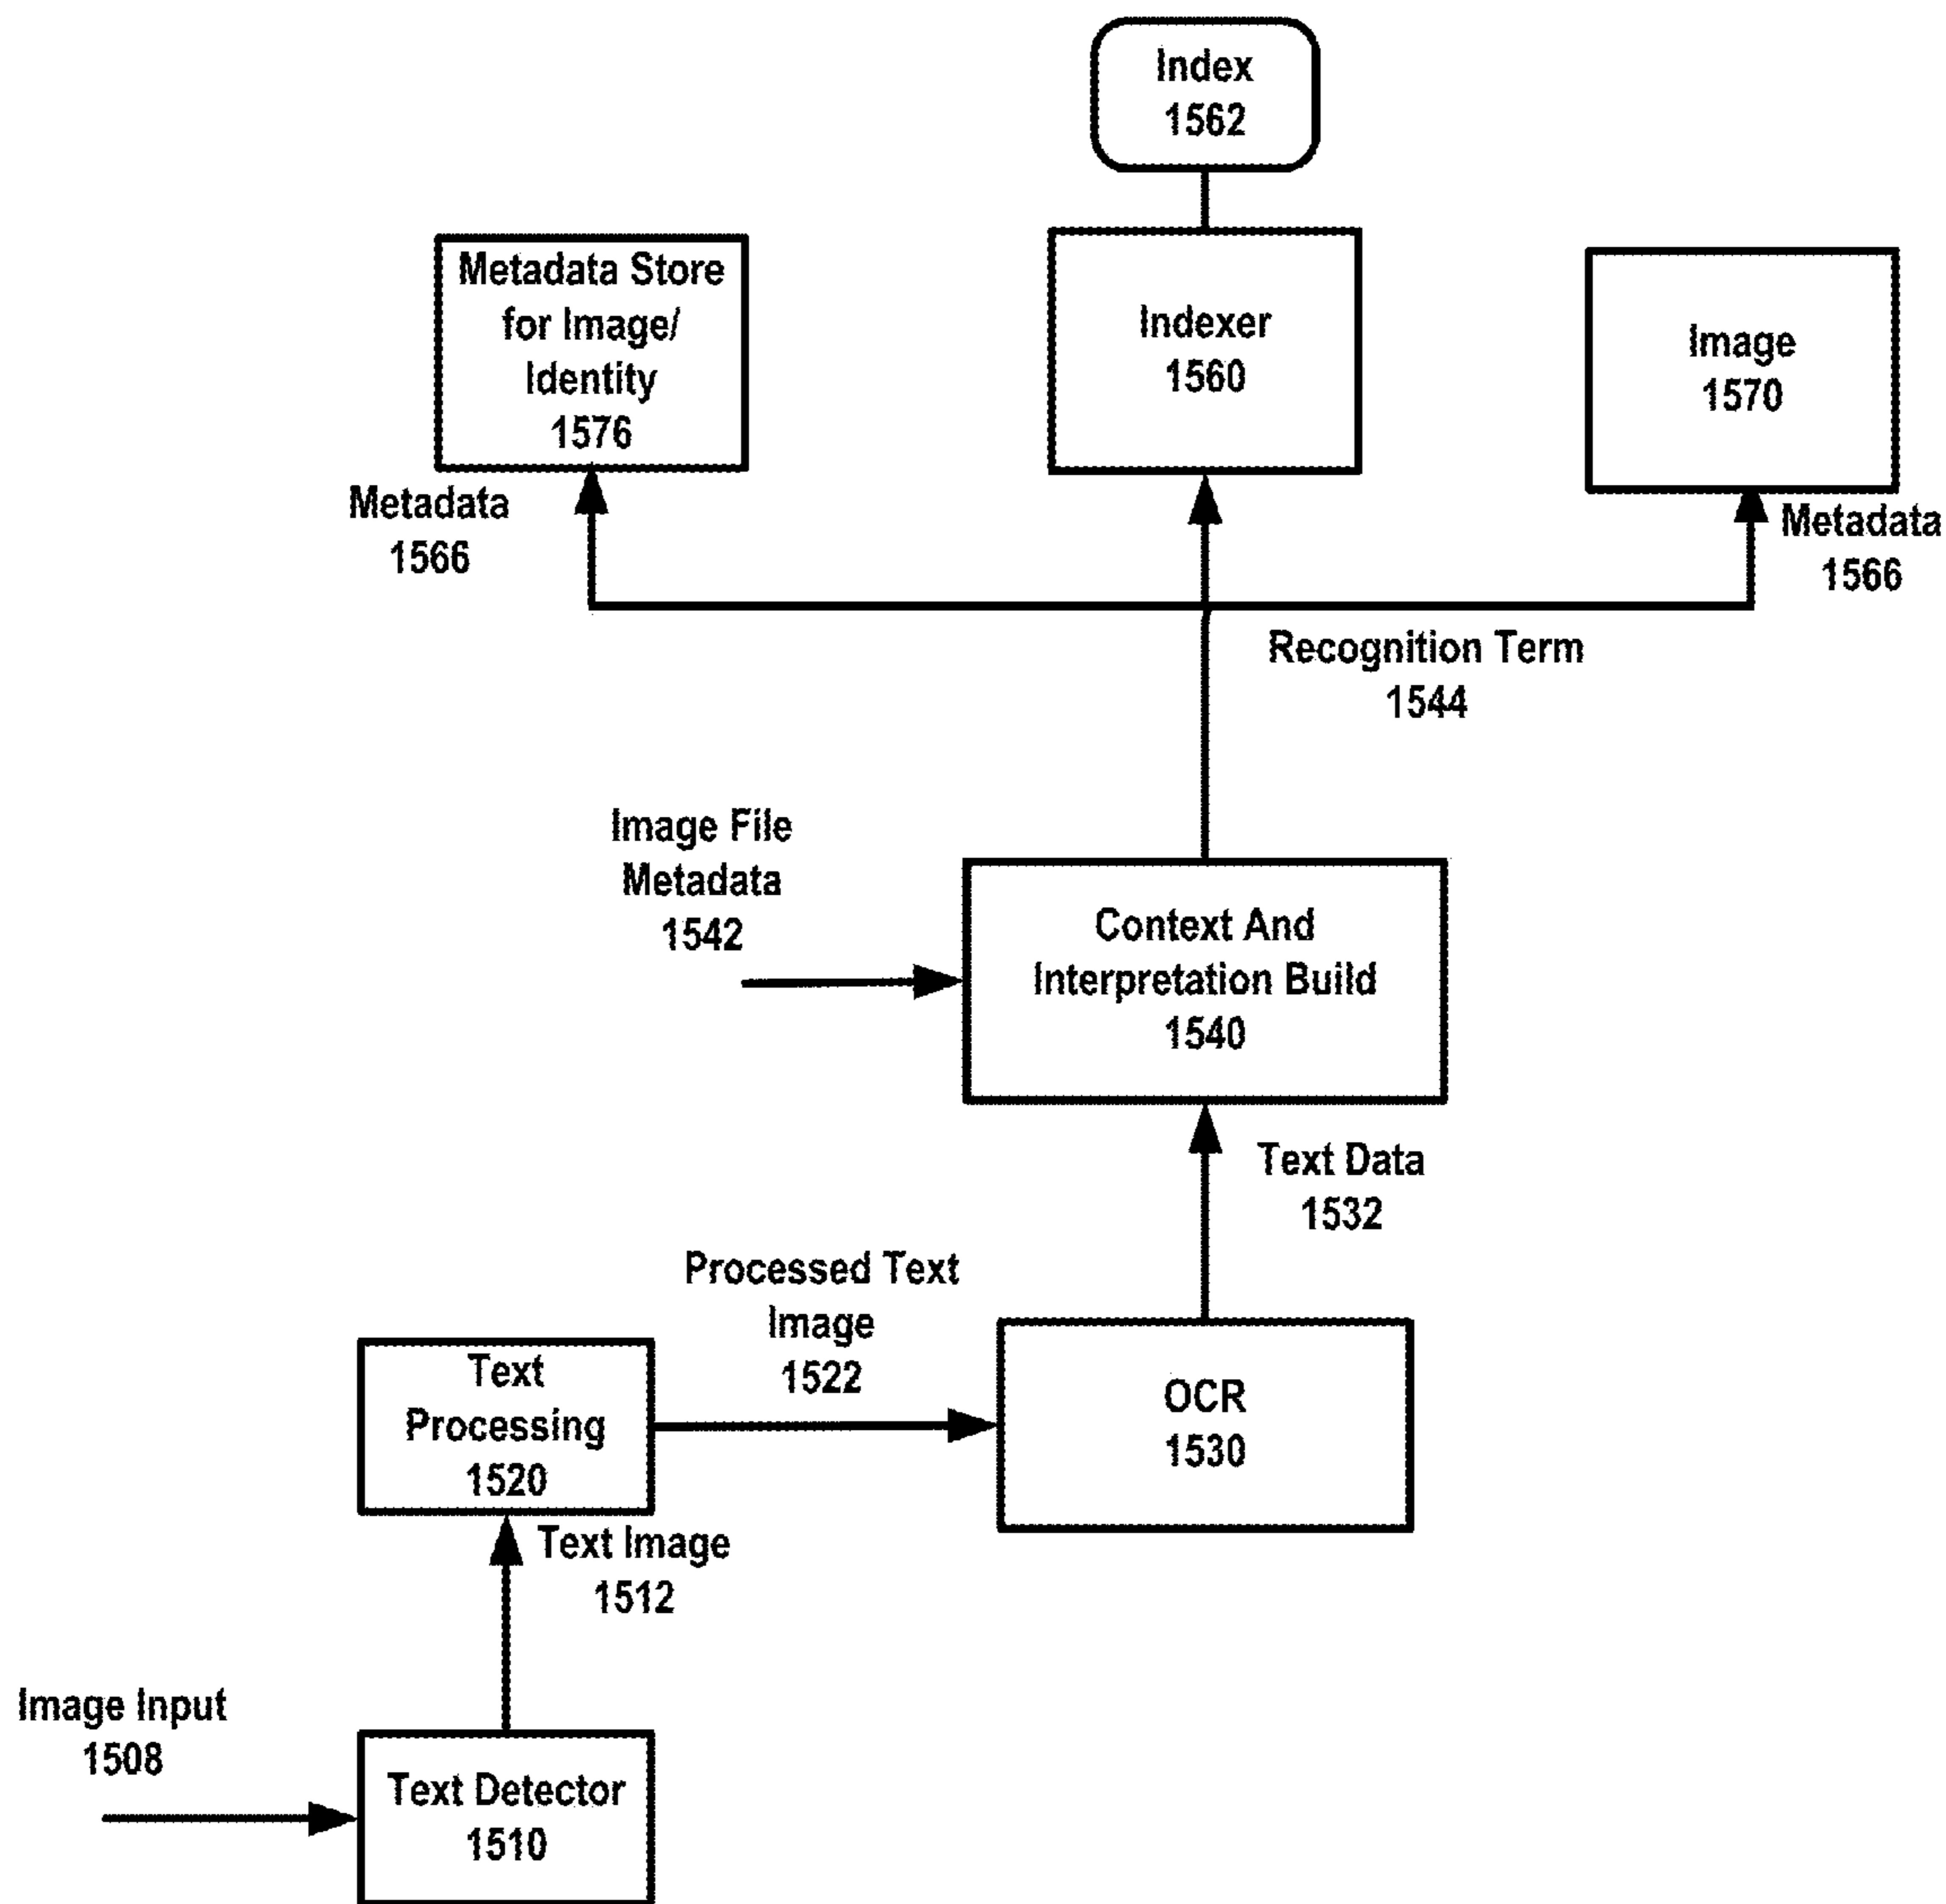 Index
1562
Metadata Store
for Image/
Identity
1576
Indexer
1560
Image
1570
Metadata
1566
Metadata
1566
Recognition Term
1544
Image File
Metadata
1542
Context And
Interpretation Build
1540
Text Data
1532
Processed Text
Image
1522
Text
Processing
1520
OCR
1530
Text Image
1512
Image Input
1508
Text Detector
1510